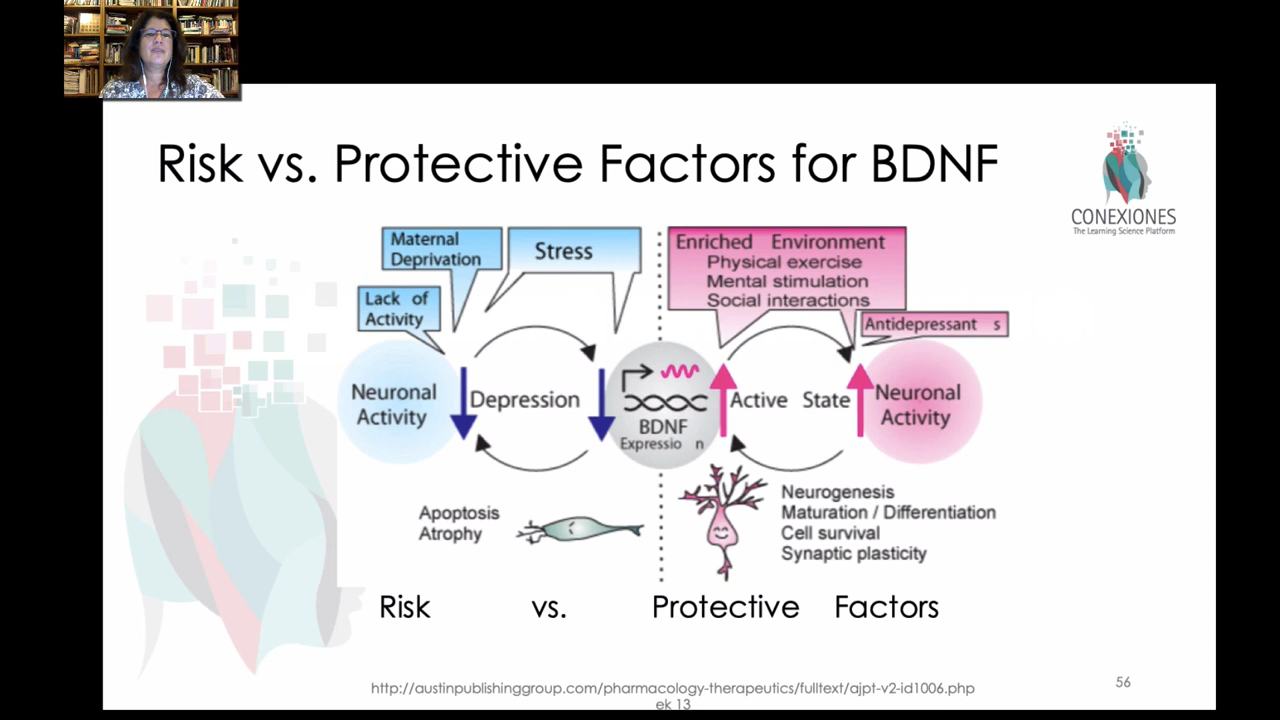 Risk vs. Protective Factors for BDNF
CONEXIONES
The Learning Science Platform
Maternal
Deprivation
Stress
Lack of
Activity
Enriched Environment
Physical exercise
Mental stimulation
Social interactions
Antidepressant s
Neuronal
Activity
Depression
BDNF
Expressio n
Active State
Neuronal
Activity
Apoptosis
Atrophy
Neurogenesis
Maturation / Differentiation
Cell survival
Synaptic plasticity
Risk vs. Protective Factors
http://austinpublishinggroup.com/pharmacology-therapeutics/fulltext/ajpt-v2-id1006.php
ek 13
56